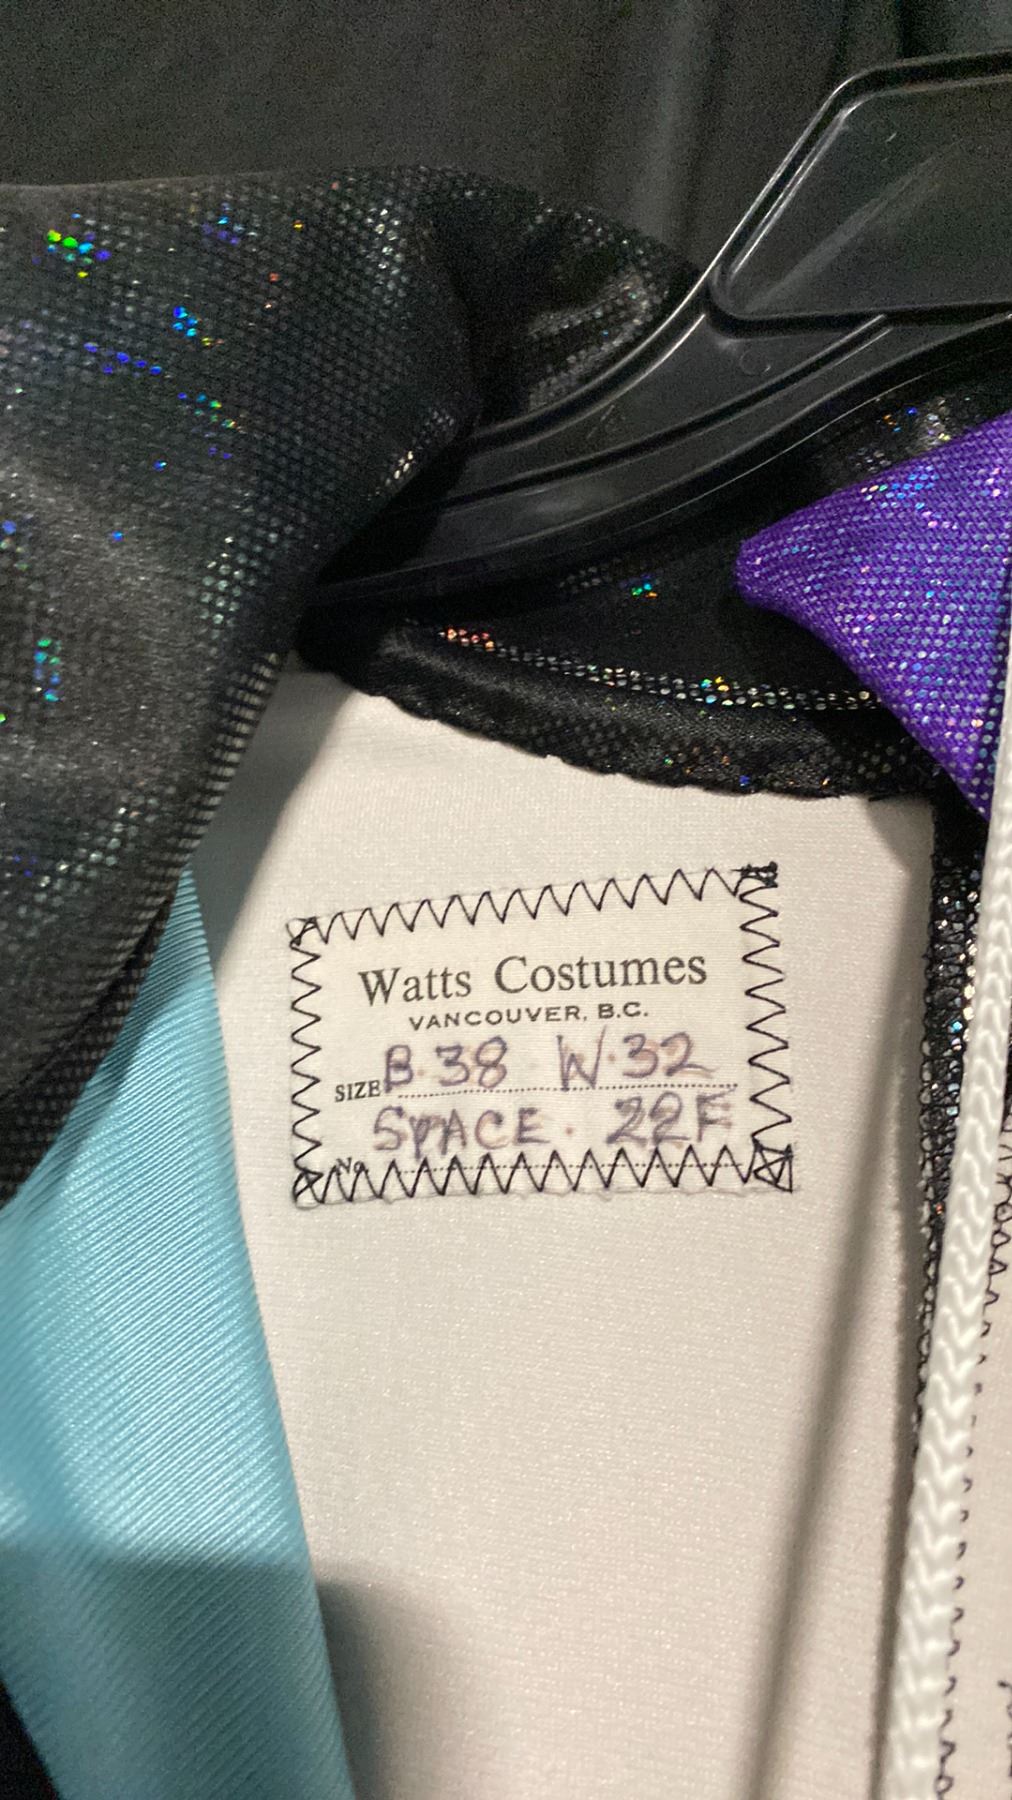 Watts Costumes
VANCOUVER, B.C.
SIZE B.38 W.32
No. SPACE. 22F